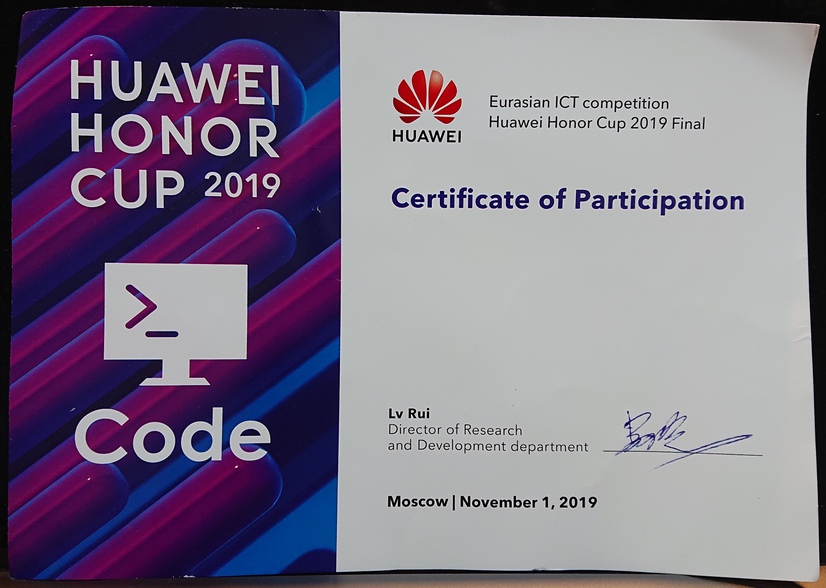 HUAWEI
HONOR
CUP 2019
>_
Code
HUAWEI
Eurasian ICT competition
Huawei Honor Cup 2019 Final
Certificate of Participation
Lv Rui
Director of Research
and Development department
Moscow | November 1, 2019